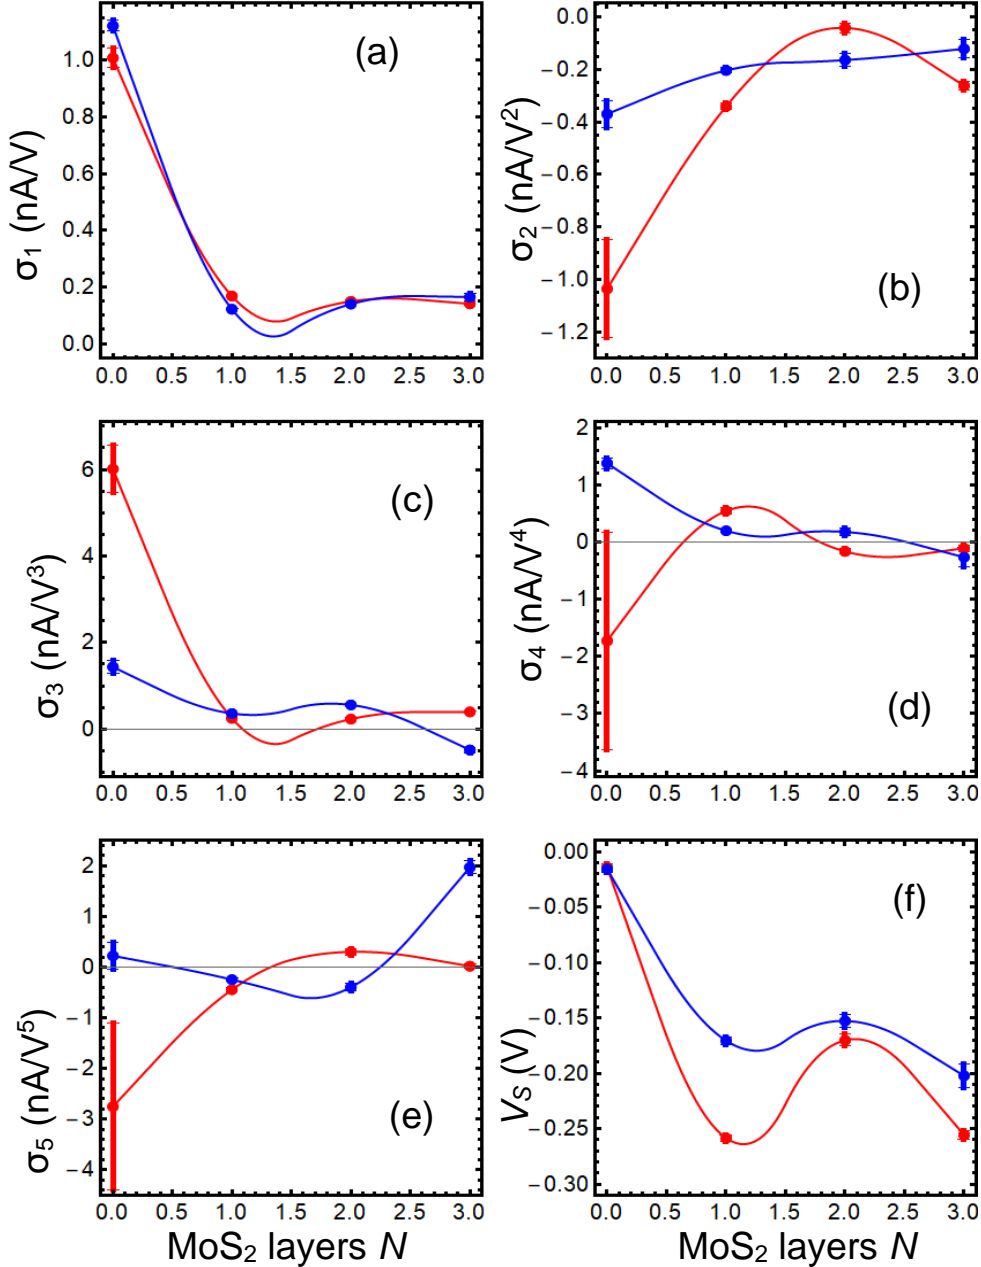 (a)
σ1 (nA/V)
1.0
0.8
0.6
0.4
0.2
0.0
0.0 0.5 1.0 1.5 2.0 2.5 3.0
(b)
σ2 (nA/V^2)
0.0
−0.2
−0.4
−0.6
−0.8
−1.0
−1.2
0.0 0.5 1.0 1.5 2.0 2.5 3.0
(c)
σ3 (nA/V^3)
6
4
2
0
0.0 0.5 1.0 1.5 2.0 2.5 3.0
(d)
σ4 (nA/V^4)
2
1
0
−1
−2
−3
−4
0.0 0.5 1.0 1.5 2.0 2.5 3.0
(e)
σ5 (nA/V^5)
2
1
0
−1
−2
−3
−4
0.0 0.5 1.0 1.5 2.0 2.5 3.0
MoS2 layers N
(f)
VS (V)
0.00
−0.05
−0.10
−0.15
−0.20
−0.25
−0.30
0.0 0.5 1.0 1.5 2.0 2.5 3.0
MoS2 layers N